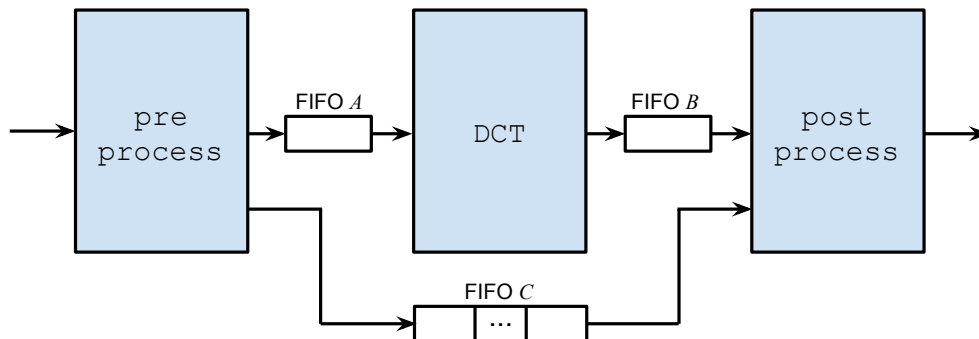 pre
process
FIFO A
DCT
FIFO B
post
process
FIFO C
...